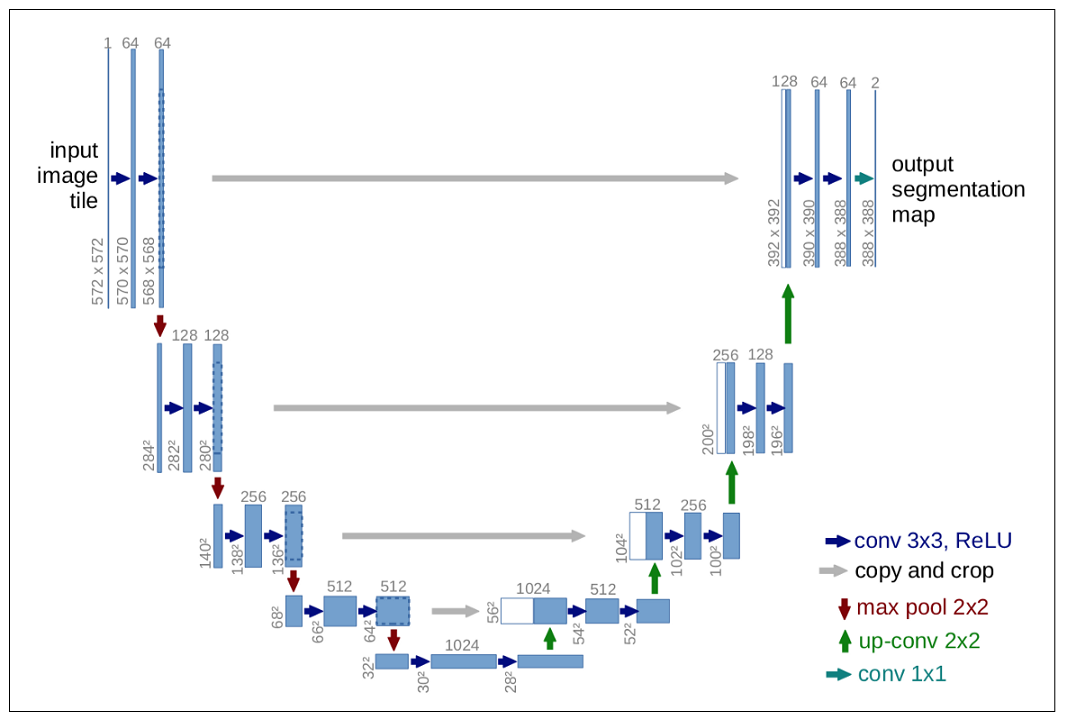 1 64 64
128
64
64
2
input
image
tile
output
segmentation
map
572 x 572
570 x 570
568 x 568
392 x 392
390 x 390
388 x 388
388 x 388
128 128
256 128
284²
282²
280²
200²
198²
196²
256 256
512 256
140²
138²
136²
104²
102²
100²
conv 3x3, ReLU
copy and crop
max pool 2x2
up-conv 2x2
conv 1x1
512 512
1024 512
68²
66²
64²
56²
54²
52²
1024
32²
30²
28²